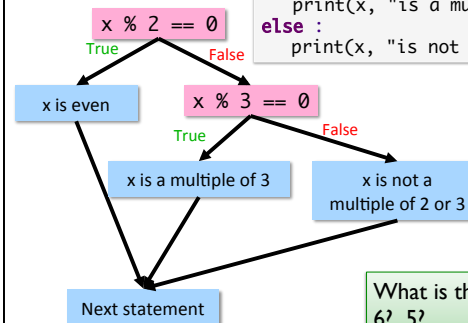 print(x, "is a mu
else :
print(x, "is not
x % 2 == 0
True
False
x is even
x % 3 == 0
True
False
x is a multiple of 3
x is not a
multiple of 2 or 3
Next statement
What is th
6? 5?